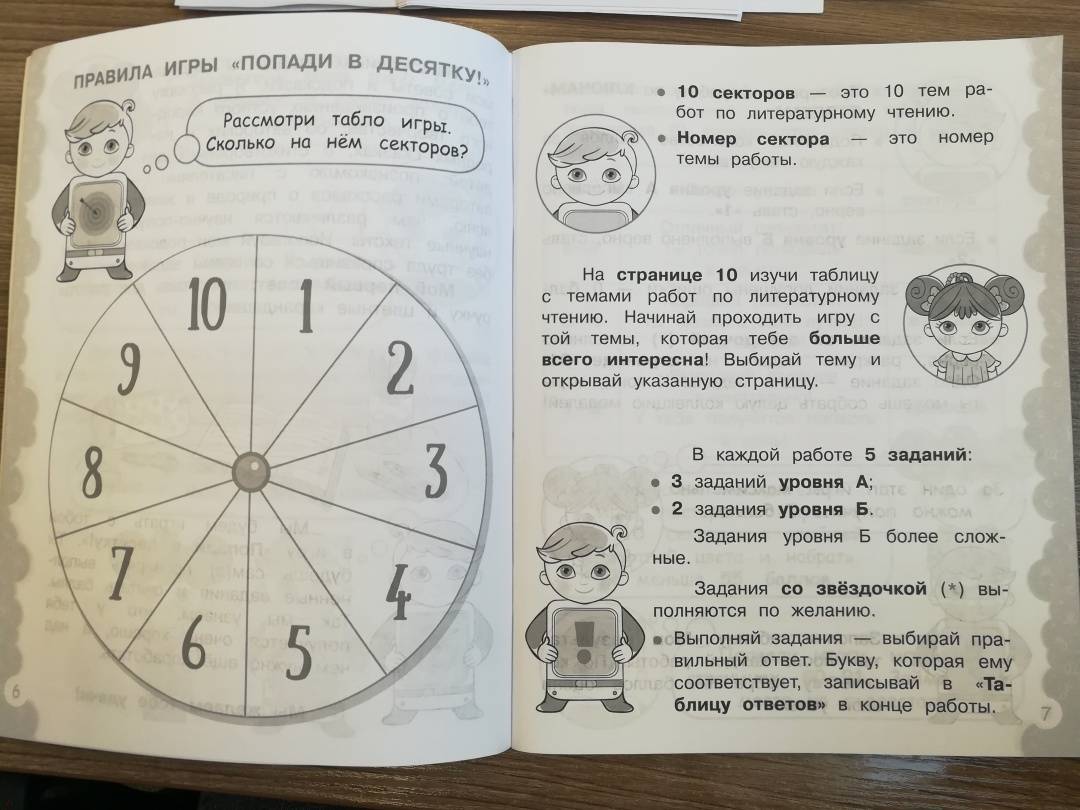 ПРАВИЛА ИГРЫ «ПОПАДИ В ДЕСЯТКУ!»
Рассмотри табло игры.
Сколько на нём секторов?
10
1
9
2
8
3
7
4
6
5
6
• 10 секторов — это 10 тем ра-
бот по литературному чтению.
• Номер сектора — это номер
темы работы.
На странице 10 изучи таблицу
с темами работ по литературному
чтению. Начинай проходить игру с
той темы, которая тебе больше
всего интересна! Выбирай тему и
открывай указанную страницу.
В каждой работе 5 заданий:
• 3 заданий уровня А;
• 2 задания уровня Б.
Задания уровня Б более слож-
ные.
Задания со звёздочкой (*) вы-
полняются по желанию.
• Выполняй задания — выбирай пра-
вильный ответ. Букву, которая ему
соответствует, записывай в «Та-
блицу ответов» в конце работы.
7